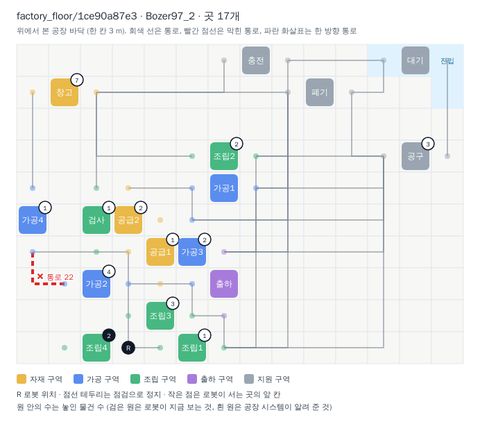 factory_floor/1ce90a87e3 · Bozer97_2 · 곳 17개
위에서 본 공장 바닥 (한 칸 3 m). 회색 선은 통로, 빨간 점선은 막힌 통로, 파란 화살표는 한 방향 통로
충전
대기
진입
창고 7
폐기
조립2 2
공구 3
가공1
가공4 1
검사 1
공급2 2
공급1 1
가공3 2
✖ 통로 22
가공2 4
출하
조립3 3
조립4 2
R
조립1 1
자재 구역
가공 구역
조립 구역
출하 구역
지원 구역
R 로봇 위치 · 점선 테두리는 점검으로 정지 · 작은 점은 로봇이 서는 곳의 앞 칸
원 안의 수는 놓인 물건 수 (검은 원은 로봇이 지금 보는 것, 흰 원은 공장 시스템이 알려 준 것)